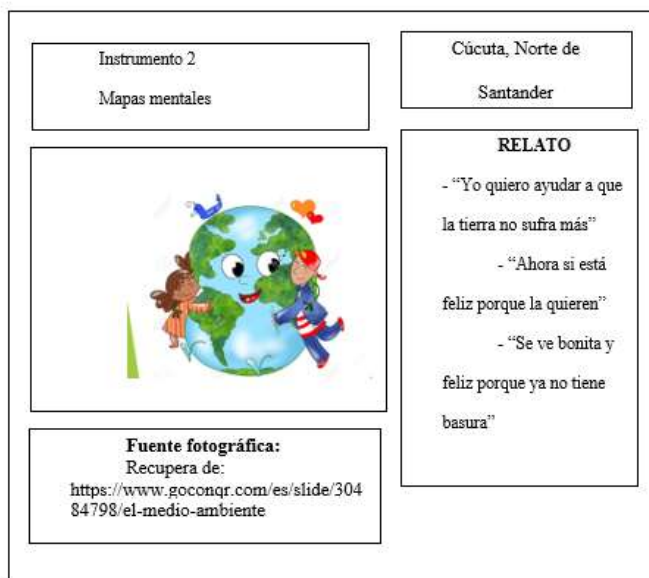 Instrumento 2
Mapas mentales
Cúcuta, Norte de
Santander
RELATO
- “Yo quiero ayudar a que
la tierra no sufra más”
- “Ahora si está
feliz porque la quieren”
- “Se ve bonita y
feliz porque ya no tiene
basura”
Fuente fotográfica:
Recupera de:
https://www.goconqr.com/es/slide/304
84798/el-medio-ambiente